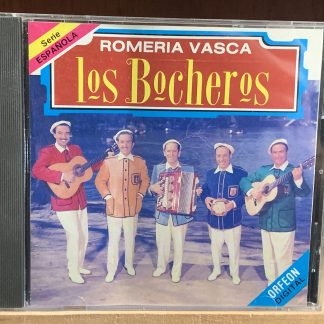 Serie
ESPAÑOLA
ROMERIA VASCA
Los Bocheros
ORFEON
DIGITAL